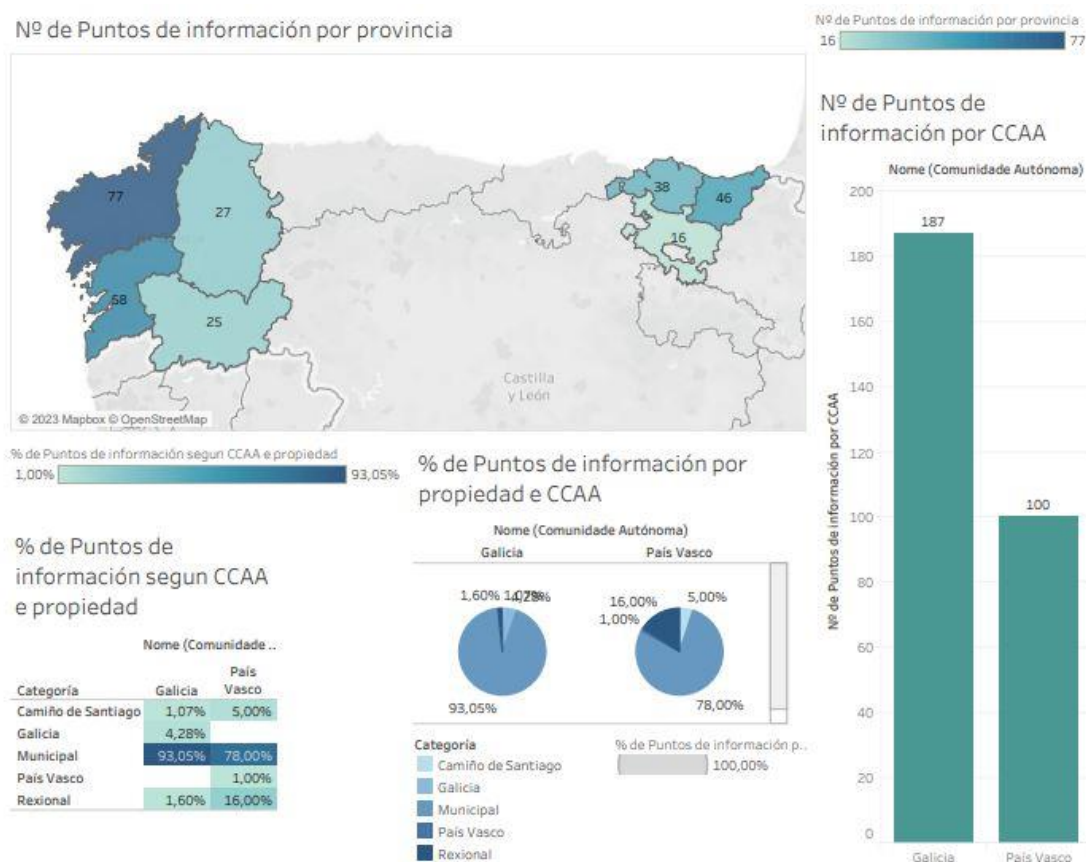 Nº de Puntos de información por provincia
Nº de Puntos de información por provincia
16
77
77
27
58
25
38
46
16
Castilla
y León
© 2023 Mapbox © OpenStreetMap
Nº de Puntos de
información por CCAA
Nome (Comunidade Autónoma)
Nº de Puntos de información por CCAA
200
180
160
140
120
100
80
60
40
20
0
187
100
Galicia
País Vasco
% de Puntos de información segun CCAA e propiedad
1,00%
93,05%
% de Puntos de
información segun CCAA
e propiedad
Nome (Comunidade ..
Categoría Galicia País Vasco
Camiño de Santiago 1,07% 5,00%
Galicia 4,28%
Municipal 93,05% 78,00%
País Vasco 1,00%
Rexional 1,60% 16,00%
% de Puntos de información por
propiedad e CCAA
Nome (Comunidade Autónoma)
Galicia País Vasco
1,60% 1,07% 4,28%
93,05%
16,00% 5,00%
1,00%
78,00%
Categoría
Camiño de Santiago
Galicia
Municipal
País Vasco
Rexional
% de Puntos de información p..
100,00%